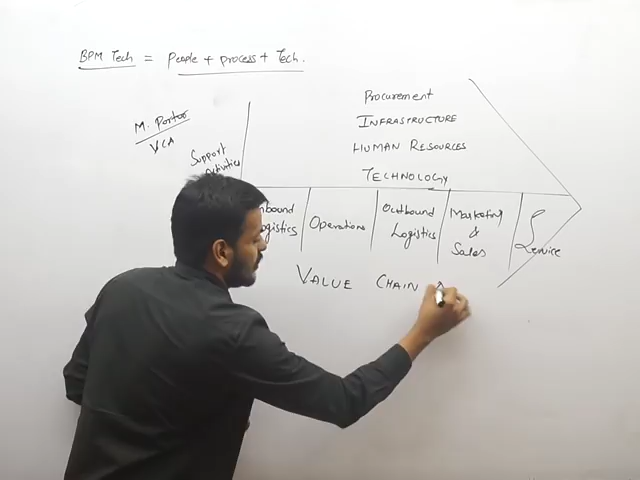 BPM Tech = People + process + Tech.
M. Porter
VCA
Support
Activities
Procurement
INFRASTRUCTURE
HUMAN RESOURCES
TECHNOLOGY
Operations
Outbound
Logistics
Marketing
&
Sales
Service
VALUE CHAIN